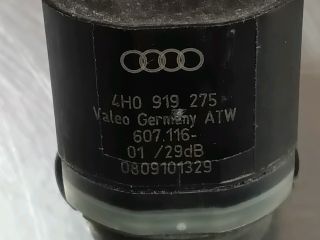 4H0 919 275
Valeo Germany ATW
607.116-
01 /29dB
0809101329